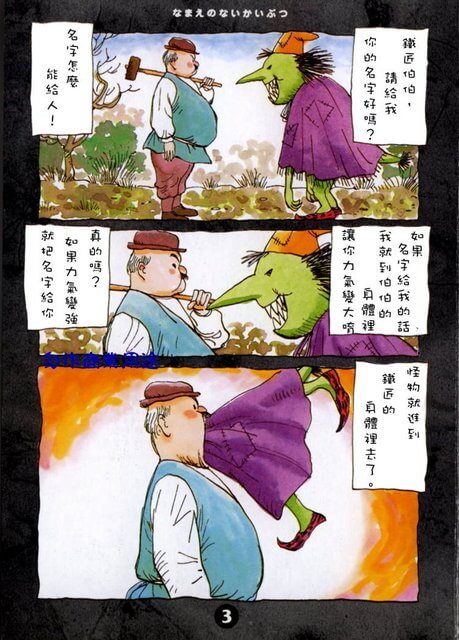 なまえのないかいぶつ
鐵匠伯伯，
請給我
你的名字好嗎？
名字怎麼
能給人！
如果
名字給我的話，
我就到伯伯的
身體裡
讓你力氣變大唷
真的嗎？
如果力氣變強
就把名字給你
怪物就進到
鐵匠的
身體裡去了。
3